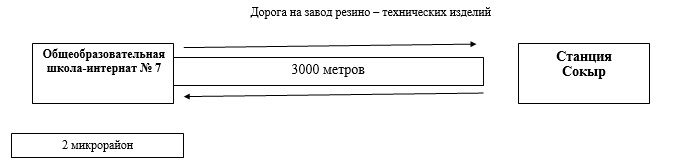 Дорога на завод резино – технических изделий
Общеобразовательная
школа-интернат № 7
3000 метров
Станция
Сокыр
2 микрорайон